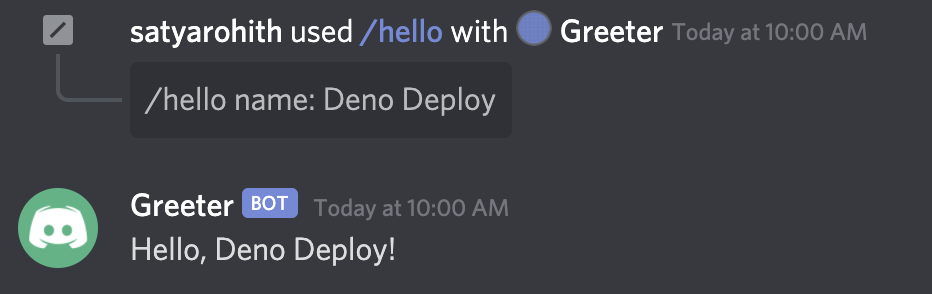 satyarohith used /hello with Greeter Today at 10:00 AM
/hello name: Deno Deploy
Greeter BOT Today at 10:00 AM
Hello, Deno Deploy!